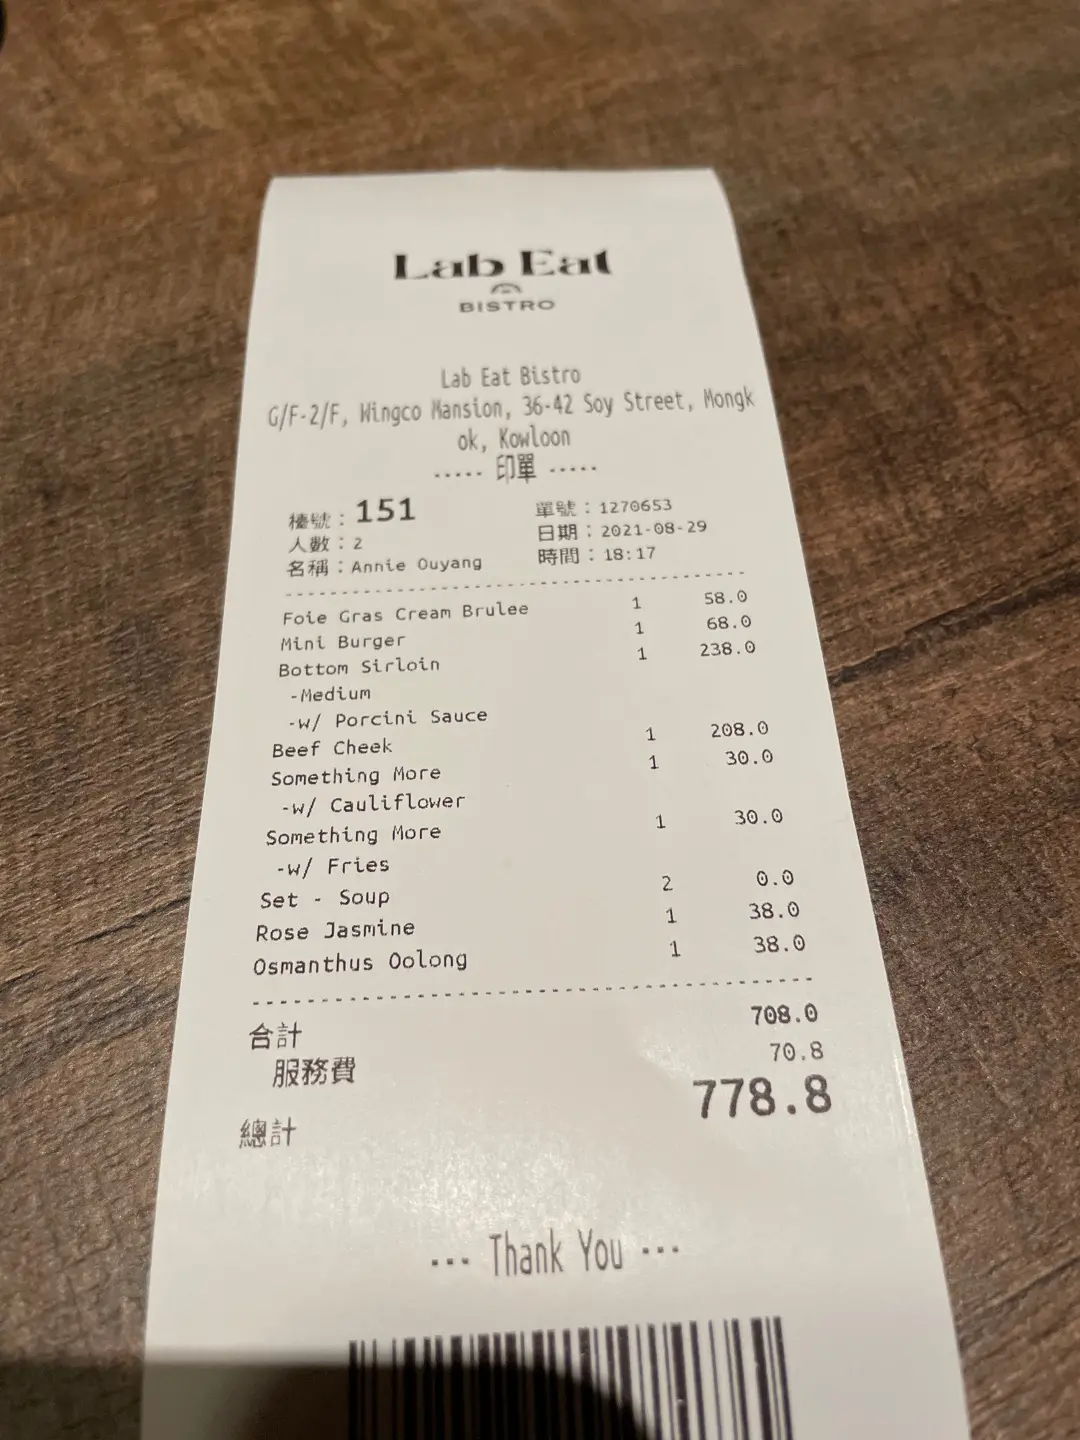 Lab Eat
BISTRO
Lab Eat Bistro
G/F-2/F, Wingco Mansion, 36-42 Soy Street, Mongk
ok, Kowloon
----- 印單 -----
檯號：151 單號：1270653
人數：2 日期：2021-08-29
名稱：Annie Ouyang 時間：18:17
Foie Gras Cream Brulee 1 58.0
Mini Burger 1 68.0
Bottom Sirloin 1 238.0
-Medium
-w/ Porcini Sauce
Beef Cheek 1 208.0
Something More 1 30.0
-w/ Cauliflower
Something More 1 30.0
-w/ Fries
Set - Soup 2 0.0
Rose Jasmine 1 38.0
Osmanthus Oolong 1 38.0
合計 708.0
服務費 70.8
總計 778.8
--- Thank You ---